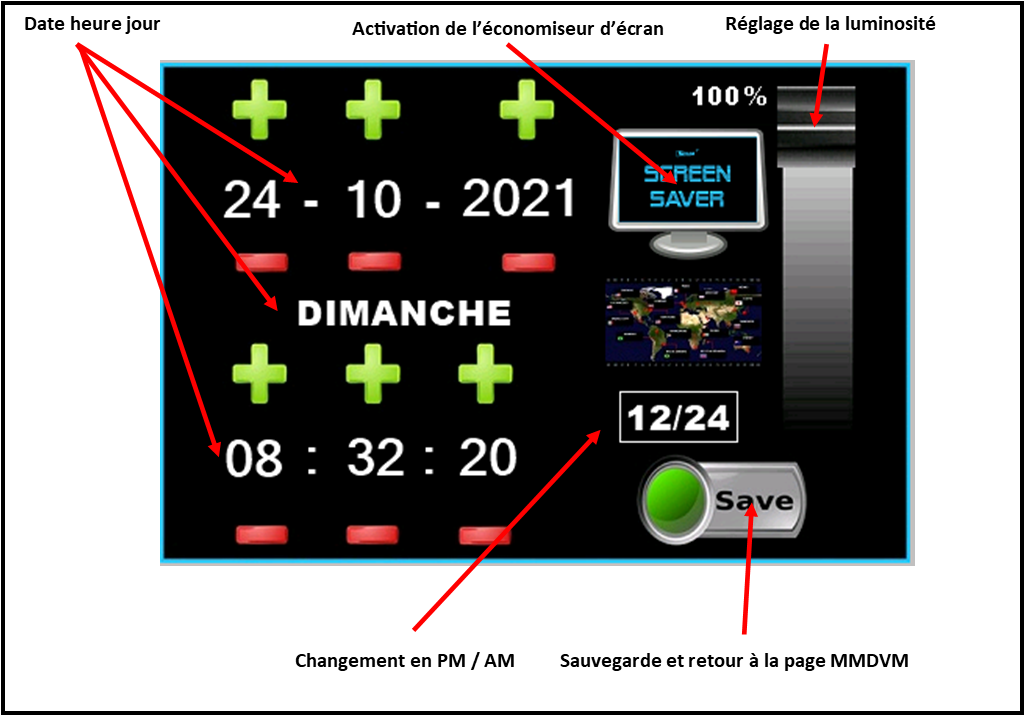 Date heure jour
Activation de l’économiseur d’écran
Réglage de la luminosité
100%
SCREEN
SAVER
24 - 10 - 2021
DIMANCHE
08 : 32 : 20
12/24
Save
Changement en PM / AM
Sauvegarde et retour à la page MMDVM